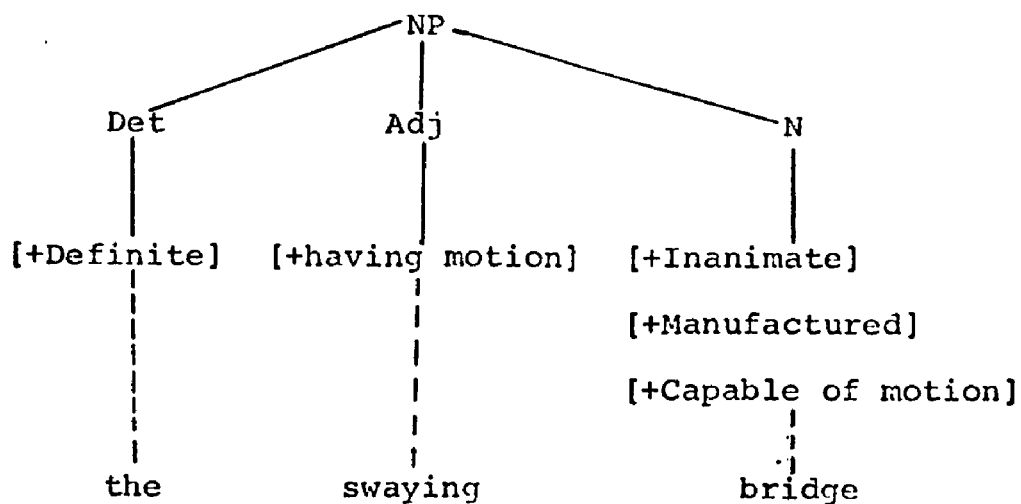 NP
Det Adj N
[+Definite] [+having motion] [+Inanimate]
[+Manufactured]
[+Capable of motion]
the swaying bridge